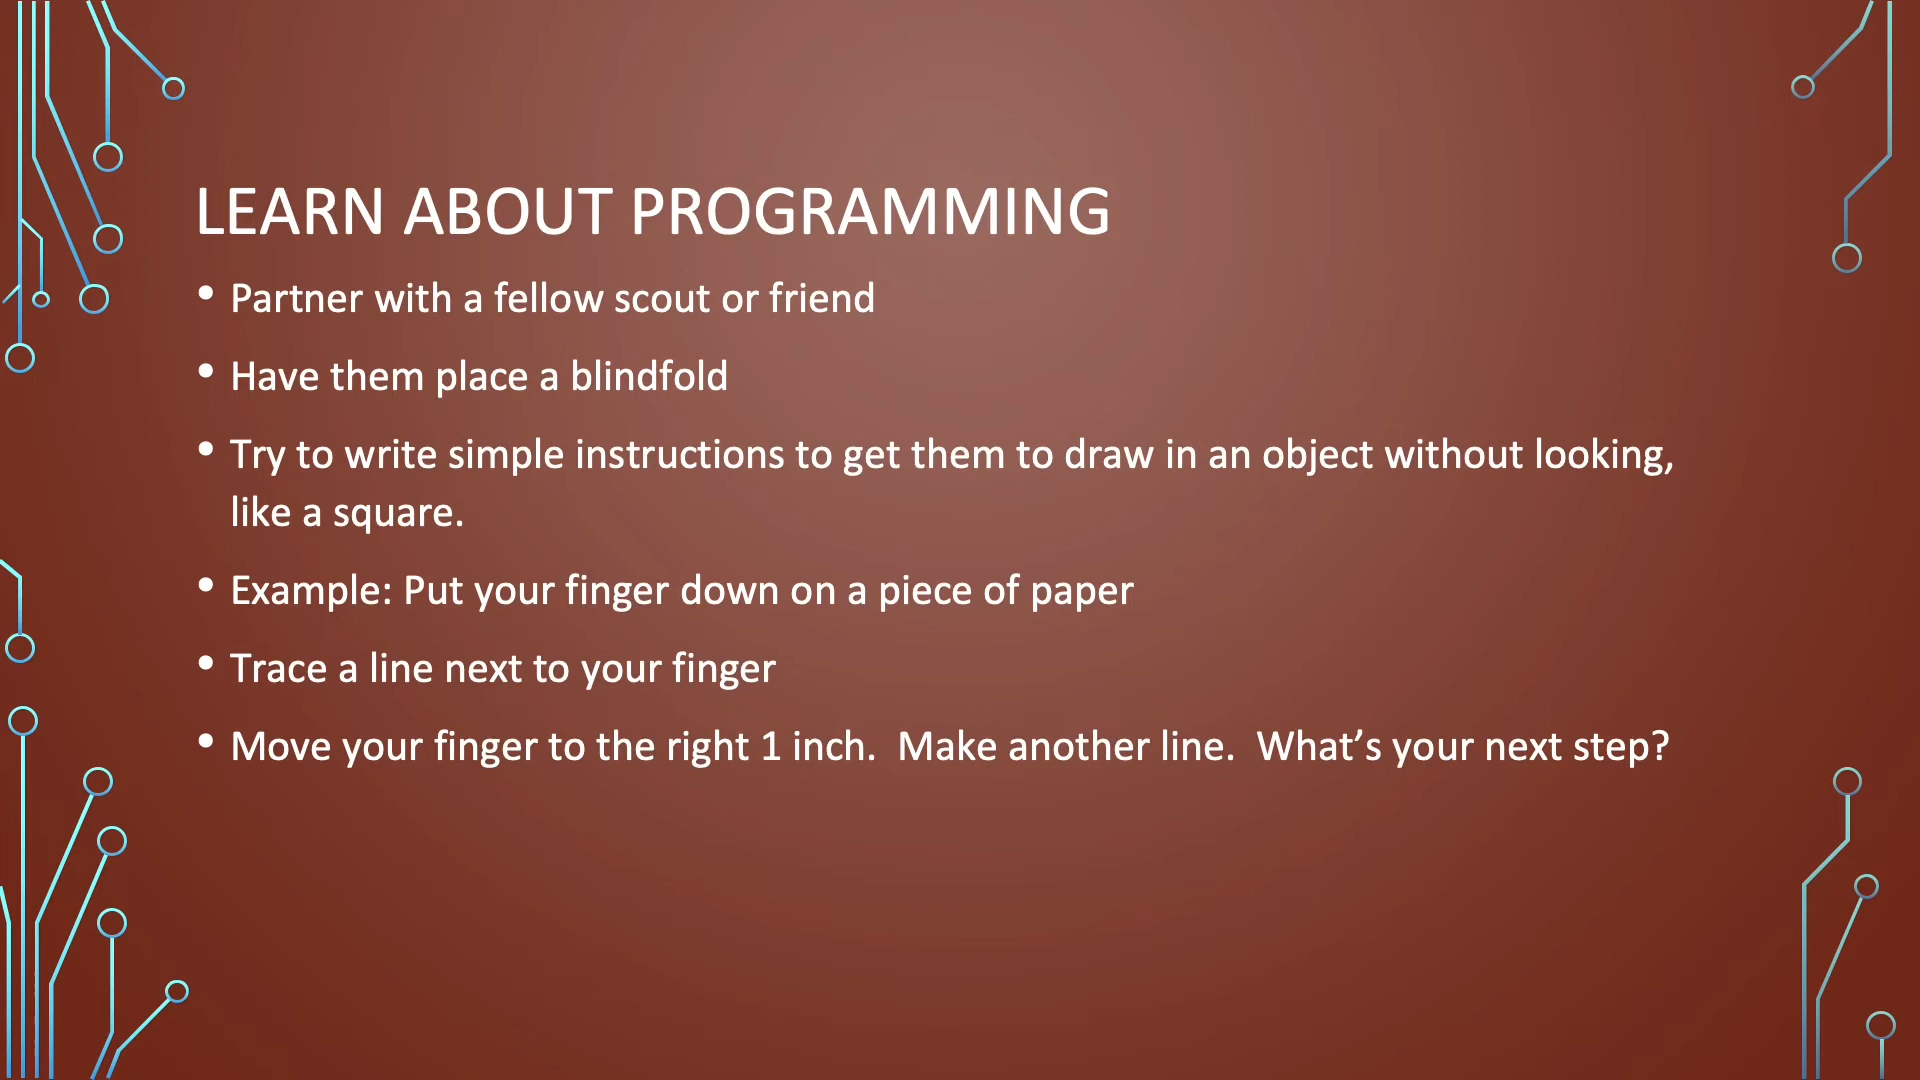 LEARN ABOUT PROGRAMMING
• Partner with a fellow scout or friend
• Have them place a blindfold
• Try to write simple instructions to get them to draw in an object without looking,
like a square.
• Example: Put your finger down on a piece of paper
• Trace a line next to your finger
• Move your finger to the right 1 inch.  Make another line.  What’s your next step?